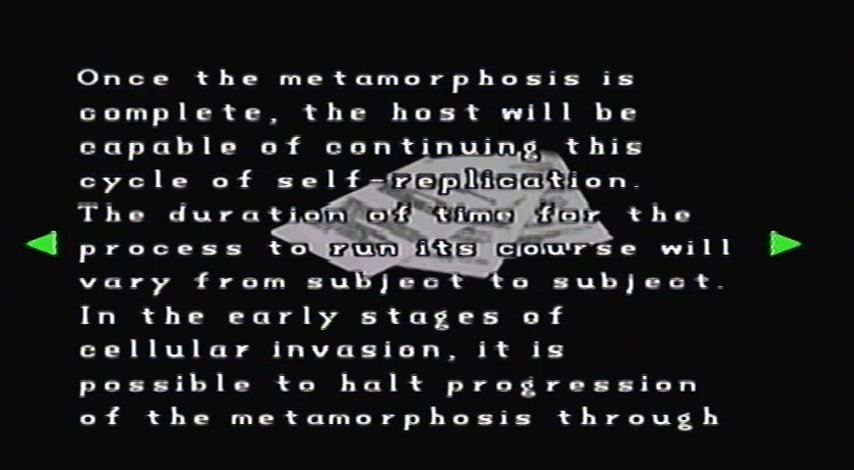 Once the metamorphosis is
complete, the host will be
capable of continuing this
cycle of self-replication.
The duration of time for the
process to run its course will
vary from subject to subject.
In the early stages of
cellular invasion, it is
possible to halt progression
of the metamorphosis through